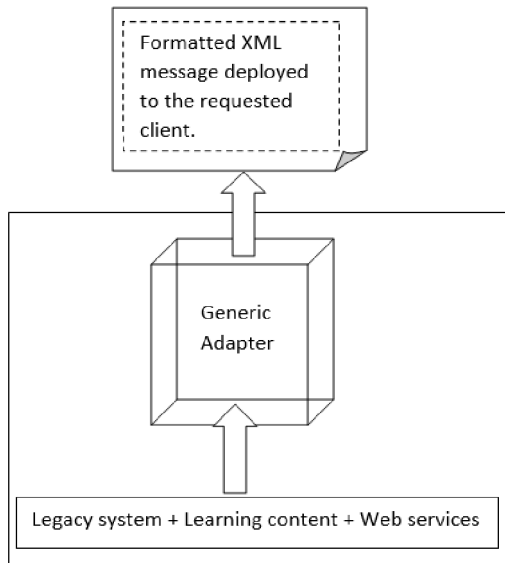 Formatted XML
message deployed
to the requested
client.
Generic
Adapter
Legacy system + Learning content + Web services